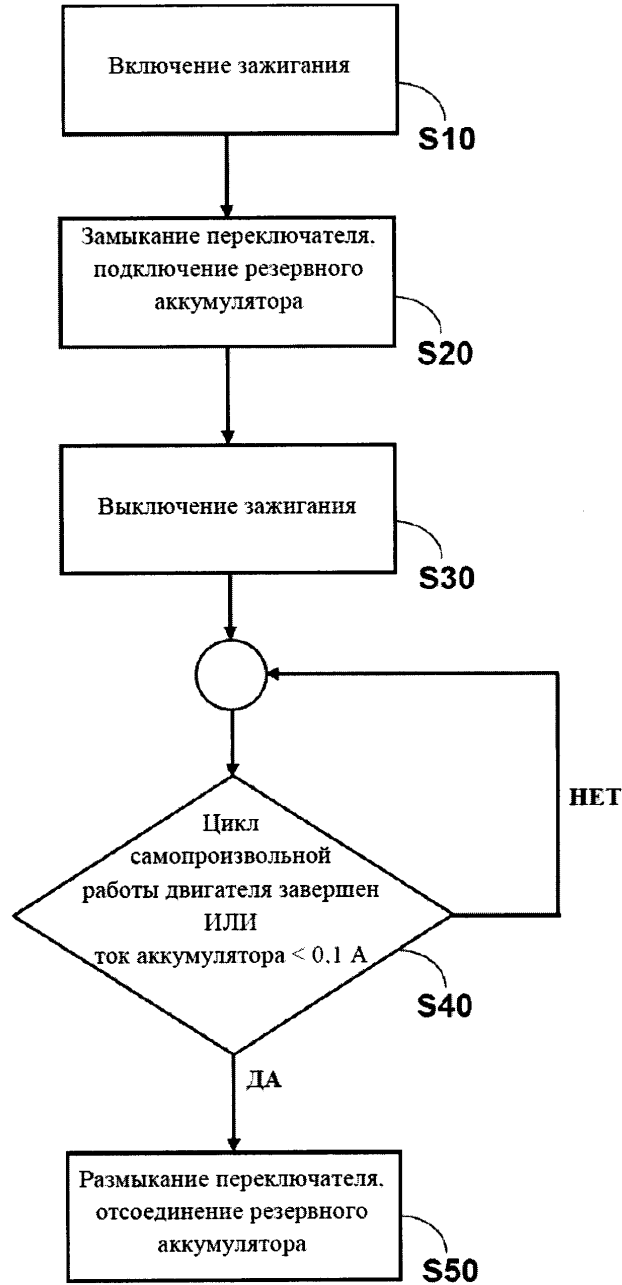 Включение зажигания
S10
Замыкание переключателя.
подключение резервного
аккумулятора
S20
Выключение зажигания
S30
НЕТ
Цикл
самопроизвольной
работы двигателя завершен
ИЛИ
ток аккумулятора < 0,1 А
S40
ДА
Размыкание переключателя.
отсоединение резервного
аккумулятора
S50